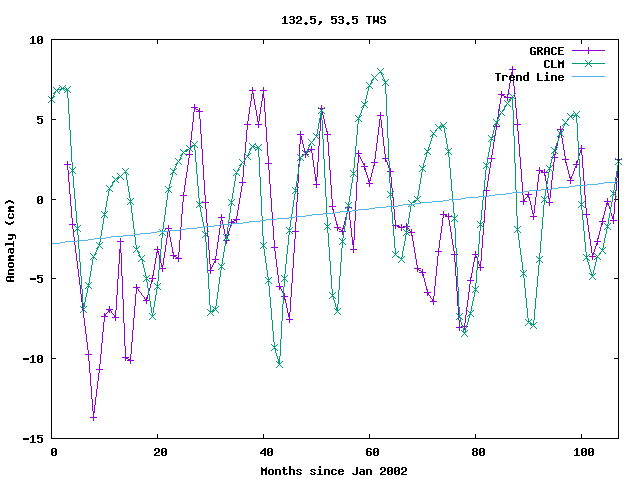 132.5, 53.5 TWS
GRACE
CLM
Trend Line
10
5
0
-5
-10
-15
Anomaly (cm)
0 20 40 60 80 100
Months since Jan 2002